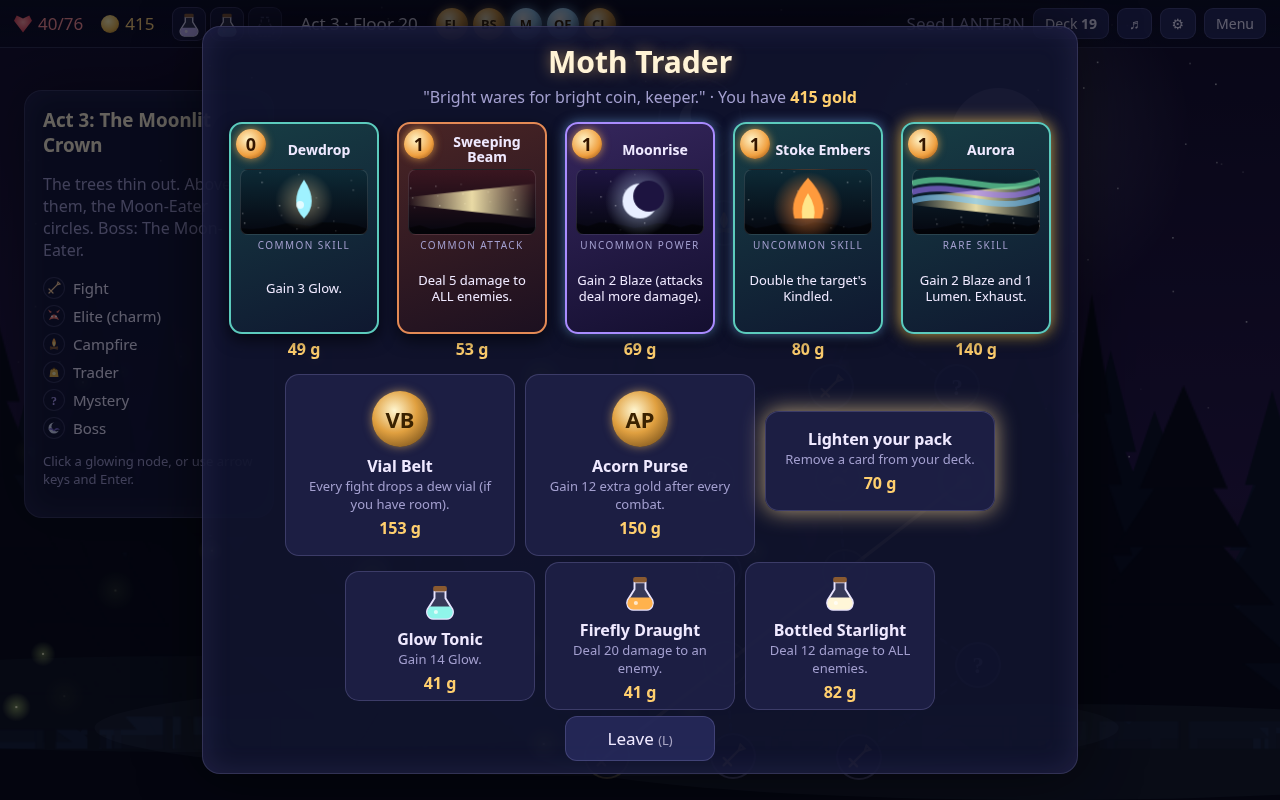 40/76
415
Act 3 · Floor 20
FL
BS
M
OF
CL
Seed LANTERN
Deck 19
Menu
Moth Trader
"Bright wares for bright coin, keeper." · You have 415 gold
Act 3: The Moonlit
Crown
The trees thin out.
them, the Moon-Eater
circles. Boss: The
Eater.
Fight
Elite (charm)
Campfire
Trader
?
Mystery
Boss
Click a glowing node, or
keys and Enter.
0
Dewdrop
COMMON SKILL
Gain 3 Glow.
49 g
1
Sweeping
Beam
COMMON ATTACK
Deal 5 damage to
ALL enemies.
53 g
1
Moonrise
UNCOMMON POWER
Gain 2 Blaze (attacks
deal more damage).
69 g
1
Stoke Embers
UNCOMMON SKILL
Double the target's
Kindled.
80 g
1
Aurora
RARE SKILL
Gain 2 Blaze and 1
Lumen. Exhaust.
140 g
VB
Vial Belt
Every fight drops a dew vial (if
you have room).
153 g
AP
Acorn Purse
Gain 12 extra gold after every
combat.
150 g
Lighten your pack
Remove a card from your deck.
70 g
Glow Tonic
Gain 14 Glow.
41 g
Firefly Draught
Deal 20 damage to an
enemy.
41 g
Bottled Starlight
Deal 12 damage to ALL
enemies.
82 g
Leave (L)